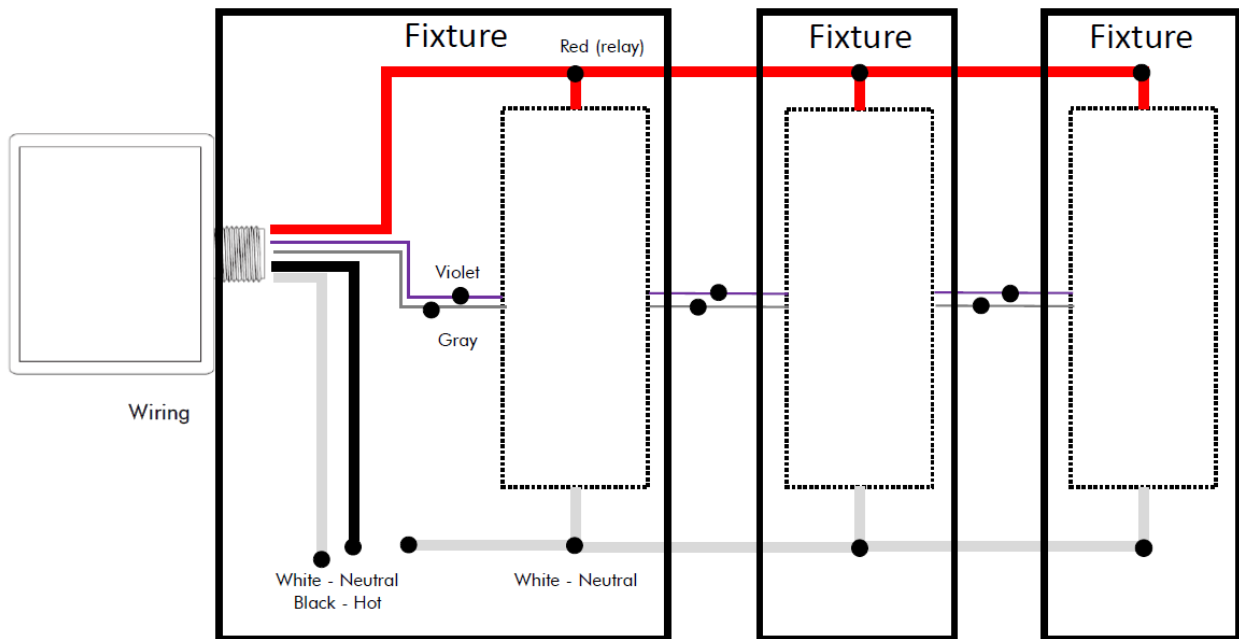 Fixture
Fixture
Fixture
Red (relay)
Violet
Gray
Wiring
White - Neutral
Black - Hot
White - Neutral